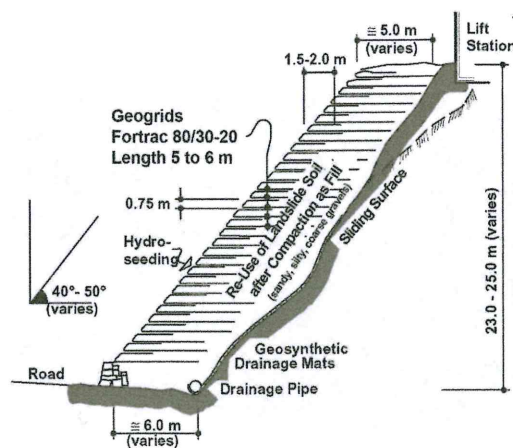 ≅ 5.0 m
(varies)
Lift
Station
1.5-2.0 m
Geogrids
Fortrac 80/30-20
Length 5 to 6 m
0.75 m
Hydro-
seeding
Re-Use of Landslide Soil
after Compaction as Fill
(sandy, silty, coarse gravels)
Sliding Surface
23.0 - 25.0 m (varies)
40°- 50°
(varies)
Geosynthetic
Drainage Mats
Road
Drainage Pipe
≅ 6.0 m
(varies)